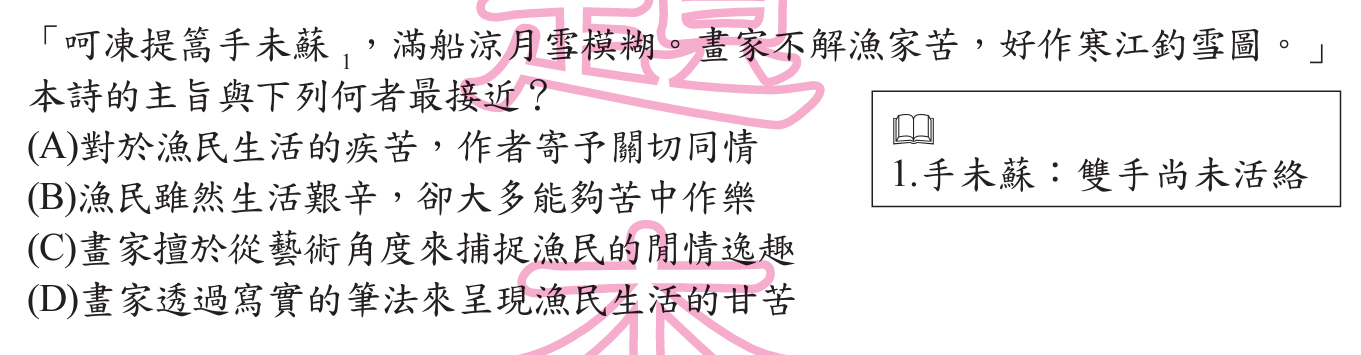 「呵凍提篙手未蘇1,滿船涼月雪模糊。畫家不解漁家苦,好作寒江釣雪圖。」
本詩的主旨與下列何者最接近?
(A)對於漁民生活的疾苦,作者寄予關切同情
(B)漁民雖然生活艱辛,卻大多能夠苦中作樂
(C)畫家擅於從藝術角度來捕捉漁民的閒情逸趣
(D)畫家透過寫實的筆法來呈現漁民生活的甘苦
1.手未蘇:雙手尚未活絡